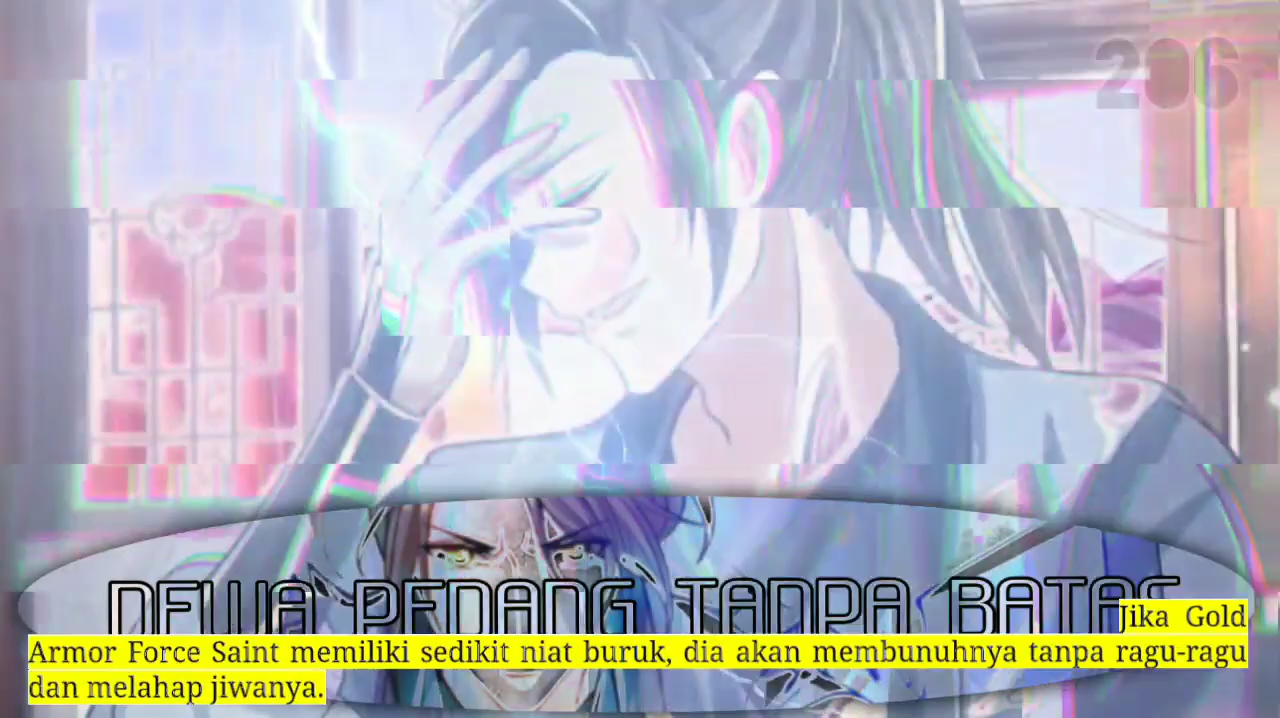 206
DEWA PEDANG TANPA BATAS
Jika Gold
Armor Force Saint memiliki sedikit niat buruk, dia akan membunuhnya tanpa ragu-ragu
dan melahap jiwanya.